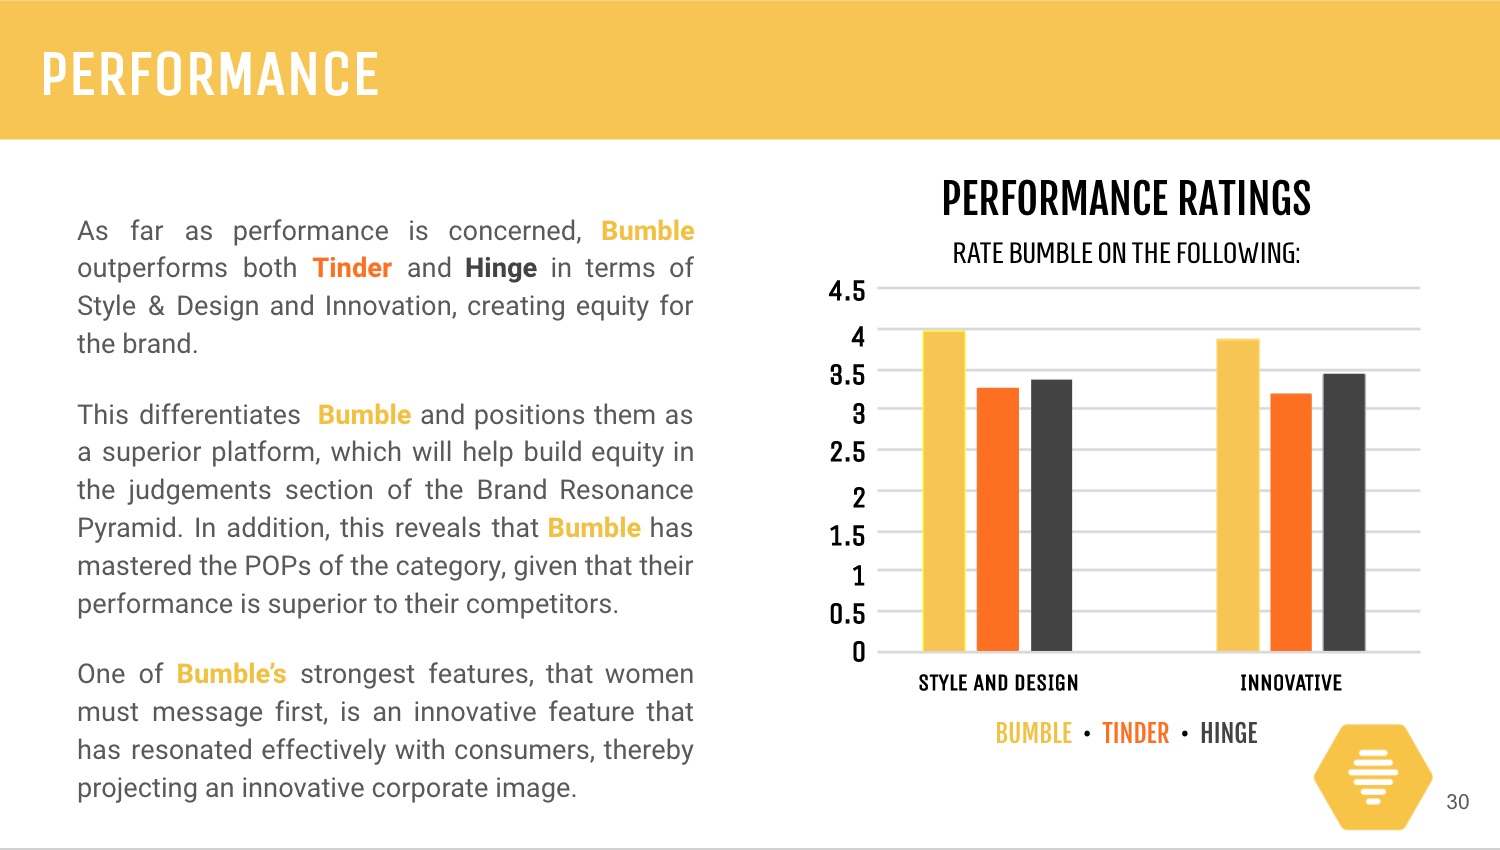 PERFORMANCE
As far as performance is concerned, Bumble
outperforms both Tinder and Hinge in terms of
Style & Design and Innovation, creating equity for
the brand.
This differentiates Bumble and positions them as
a superior platform, which will help build equity in
the judgements section of the Brand Resonance
Pyramid. In addition, this reveals that Bumble has
mastered the POPs of the category, given that their
performance is superior to their competitors.
One of Bumble’s strongest features, that women
must message first, is an innovative feature that
has resonated effectively with consumers, thereby
projecting an innovative corporate image.
PERFORMANCE RATINGS
RATE BUMBLE ON THE FOLLOWING:
4.5
4
3.5
3
2.5
2
1.5
1
0.5
0
STYLE AND DESIGN
INNOVATIVE
BUMBLE • TINDER • HINGE
30